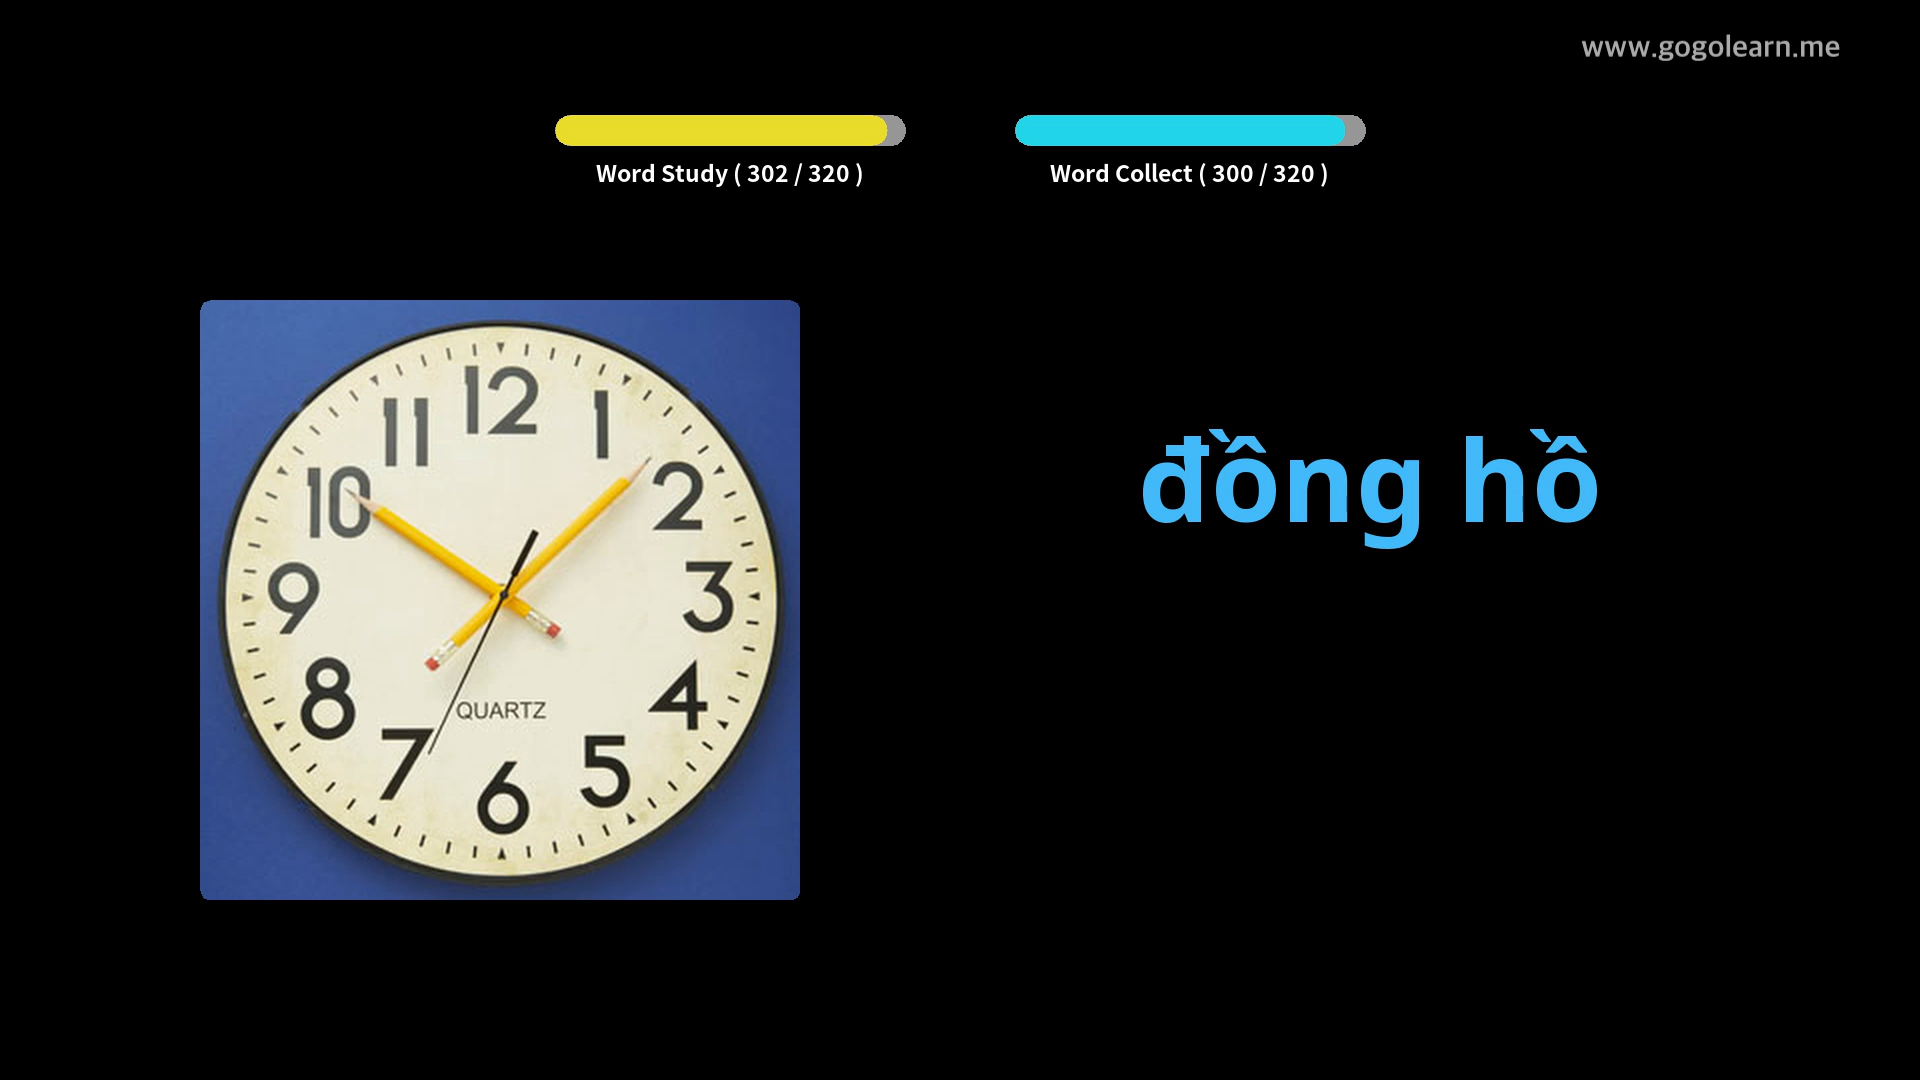 www.gogolearn.me
Word Study ( 302 / 320 )
Word Collect ( 300 / 320 )
12
11
1
10
2
9
3
8
4
QUARTZ
7
5
6
đồng hồ